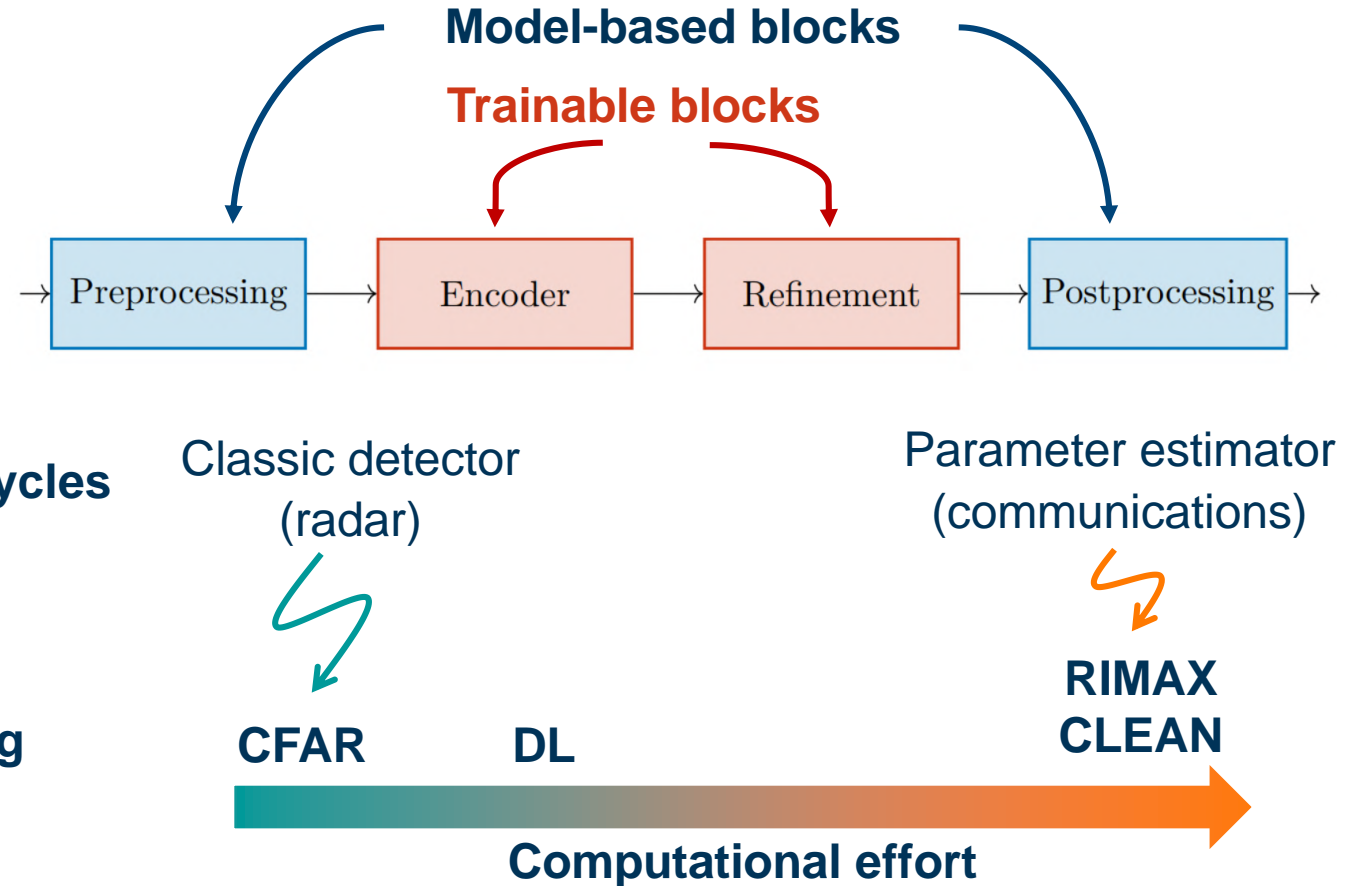 Model-based blocks
Trainable blocks
Preprocessing
Encoder
Refinement
Postprocessing
Classic detector
(radar)
Parameter estimator
(communications)
ycles
RIMAX
CLEAN
g
CFAR
DL
Computational effort